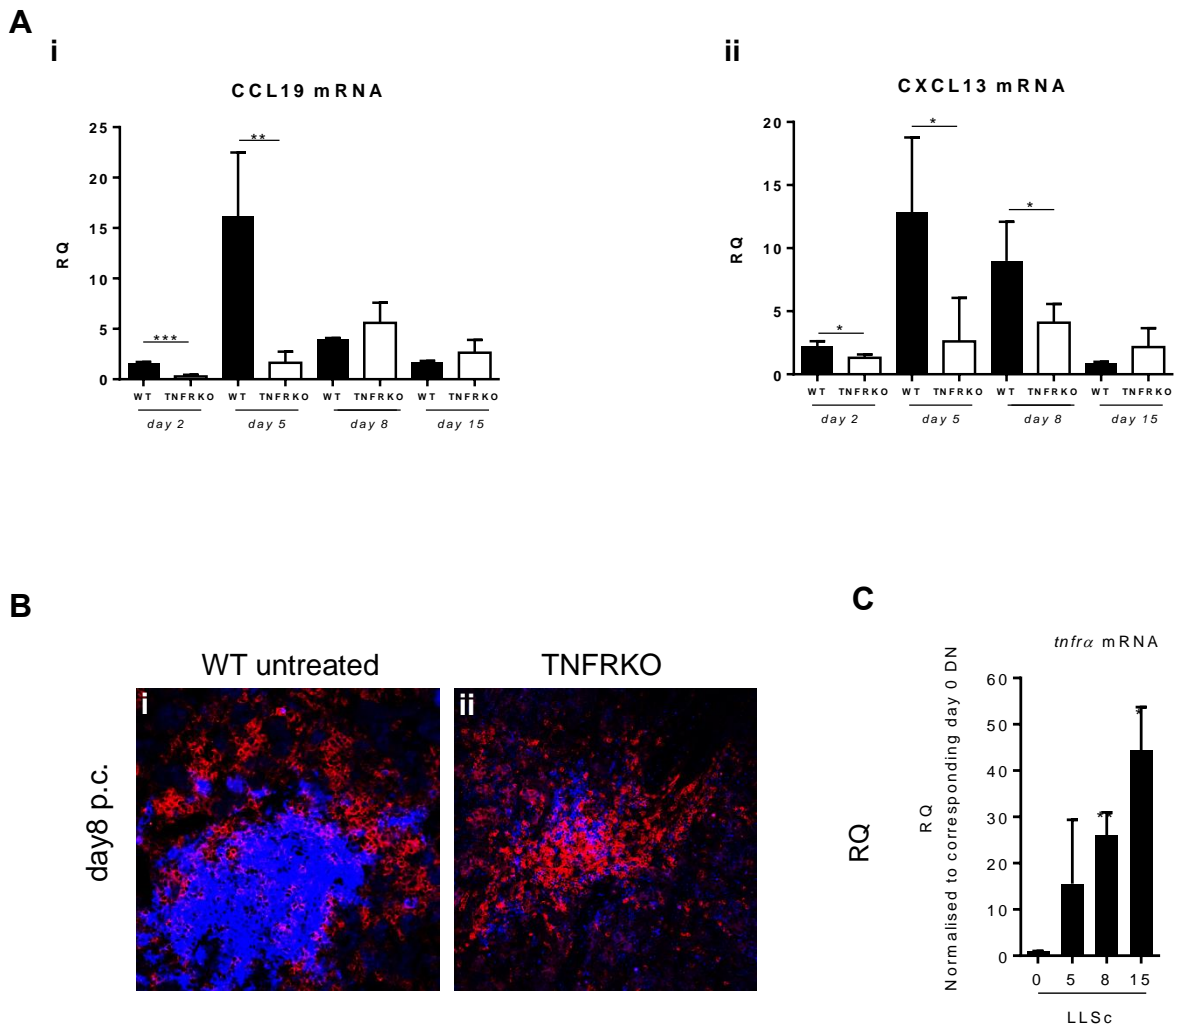 A
i
ii
CCL19 mRNA
CXCL13 mRNA
25
20
15
10
5
0
RQ
**
***
WT TNFRKO WT TNFRKO WT TNFRKO WT TNFRKO
day 2 day 5 day 8 day 15
20
15
10
5
0
RQ
*
*
*
WT TNFRKO WT TNFRKO WT TNFRKO WT TNFRKO
day 2 day 5 day 8 day 15
B
WT untreated
TNFRKO
day8 p.c.
i
ii
C
tnfrα mRNA
RQ
RQ
Normalised to corresponding day 0 DN
60
50
40
30
20
10
0
*
**
0 5 8 15
LLSc